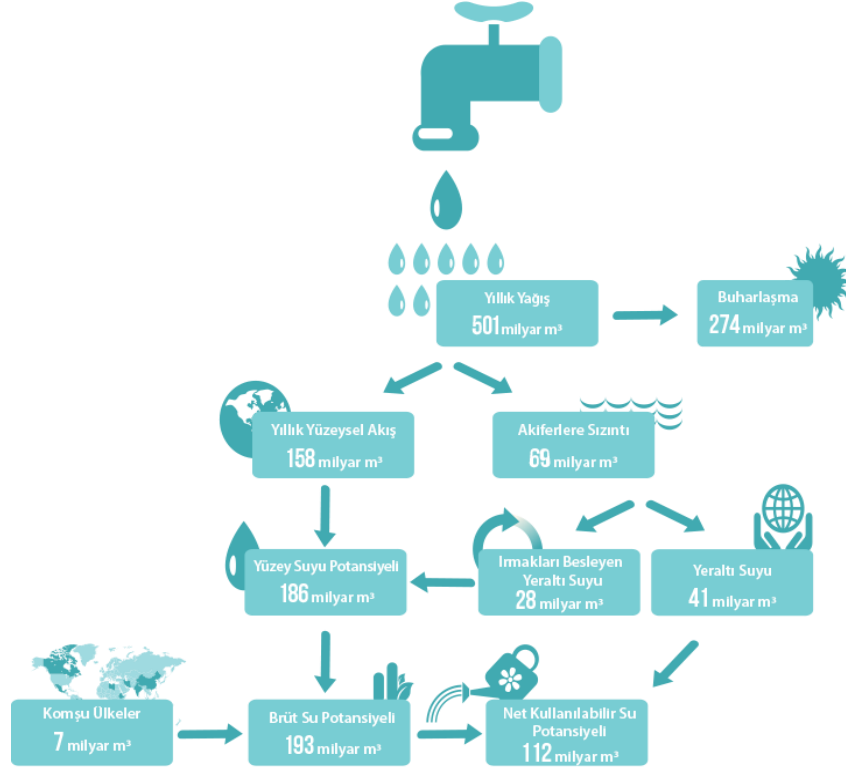 Yıllık Yağış
501 milyar m³
Buharlaşma
274 milyar m³
Yıllık Yüzeysel Akış
158 milyar m³
Akiferlere Sızıntı
69 milyar m³
Yüzey Suyu Potansiyeli
186 milyar m³
Irmakları Besleyen
Yeraltı Suyu
28 milyar m³
Yeraltı Suyu
41 milyar m³
Komşu Ülkeler
7 milyar m³
Brüt Su Potansiyeli
193 milyar m³
Net Kullanılabilir Su
Potansiyeli
112 milyar m³